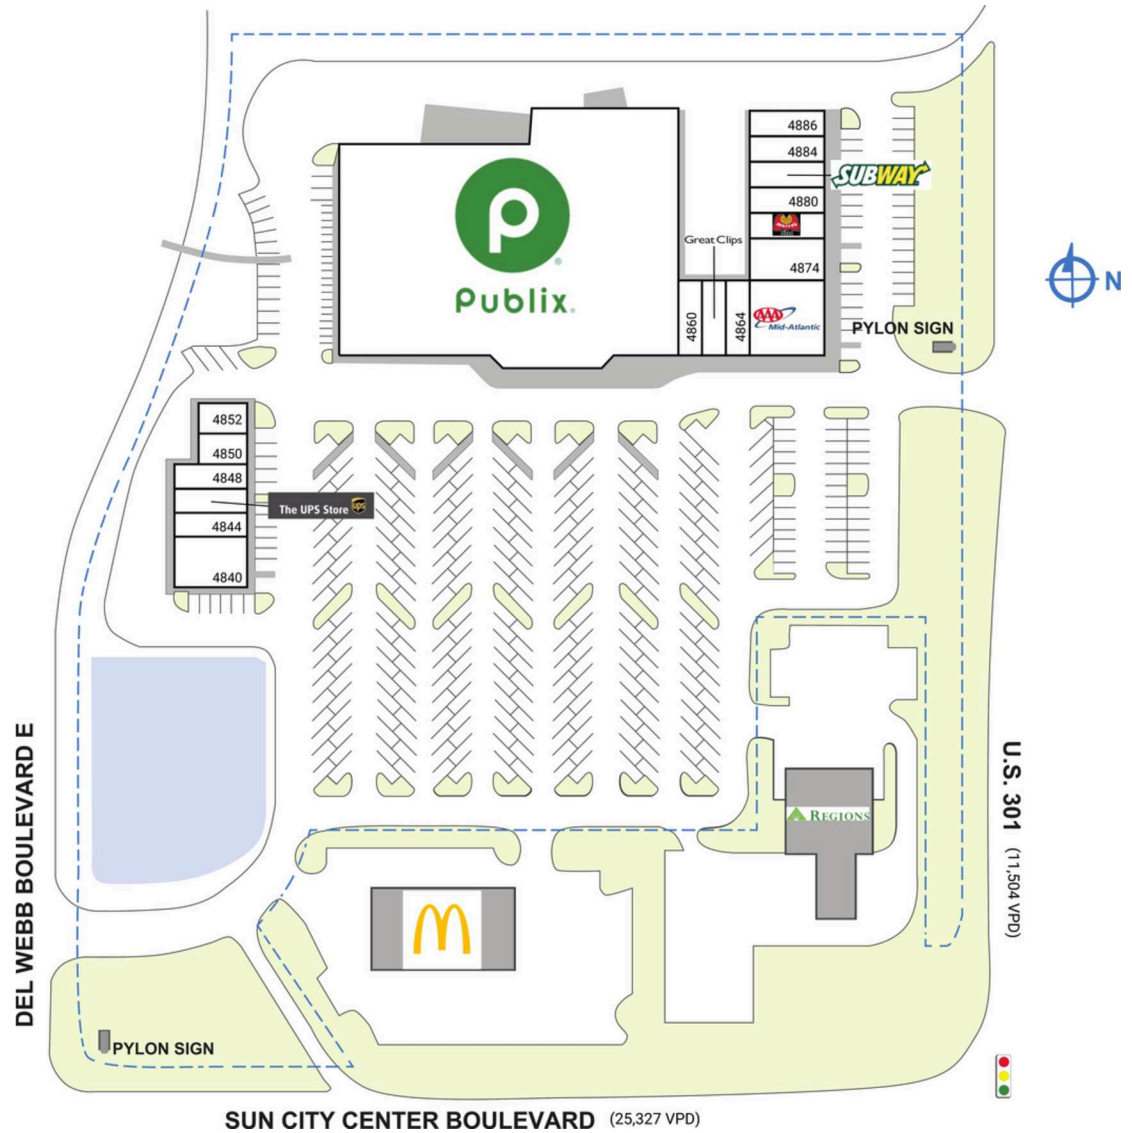 4886
4884
SUBWAY
4880
4874
Great Clips
Publix.
4860
4864
AAA
Mid-Atlantic
PYLON SIGN
N
4852
4850
4848
The UPS Store
ups
4844
4840
DEL WEBB BOULEVARD E
U.S. 301 (11,504 VPD)
REGIONS
PYLON SIGN
SUN CITY CENTER BOULEVARD (25,327 VPD)